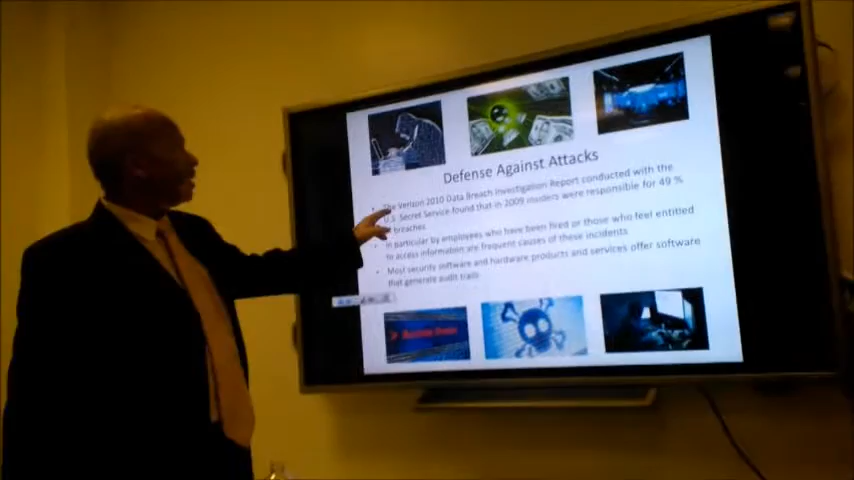 Defense Against Attacks
The Verizon 2010 Data Breach Investigation Report conducted with the
U.S. Secret Service found that in 2009 insiders were responsible for 49 %
breaches
In particular by employees who have been fired or those who feel entitled
to access information are frequent causes of these incidents
Most security software and hardware products and services offer software
that generate audit trails